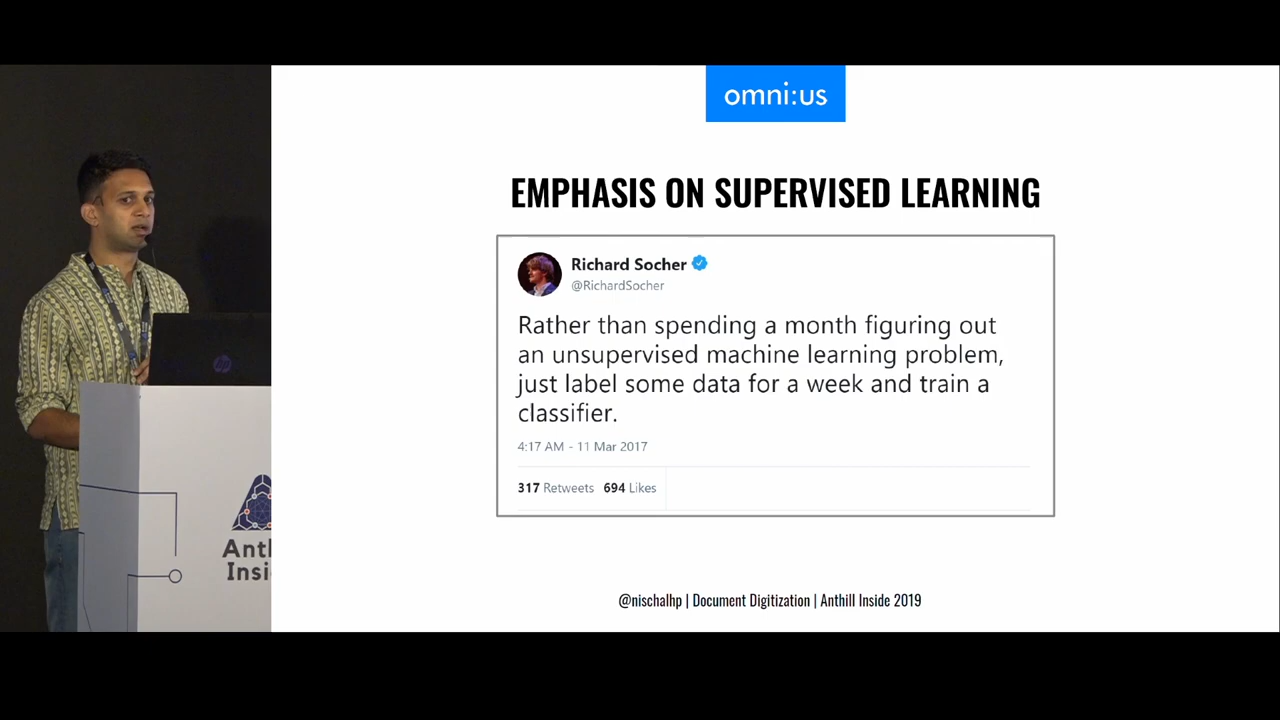 omni:us
EMPHASIS ON SUPERVISED LEARNING
Richard Socher
@RichardSocher
Rather than spending a month figuring out
an unsupervised machine learning problem,
just label some data for a week and train a
classifier.
4:17 AM - 11 Mar 2017
317 Retweets 694 Likes
@nischalhp | Document Digitization | Anthill Inside 2019
hp
Anth
Insi